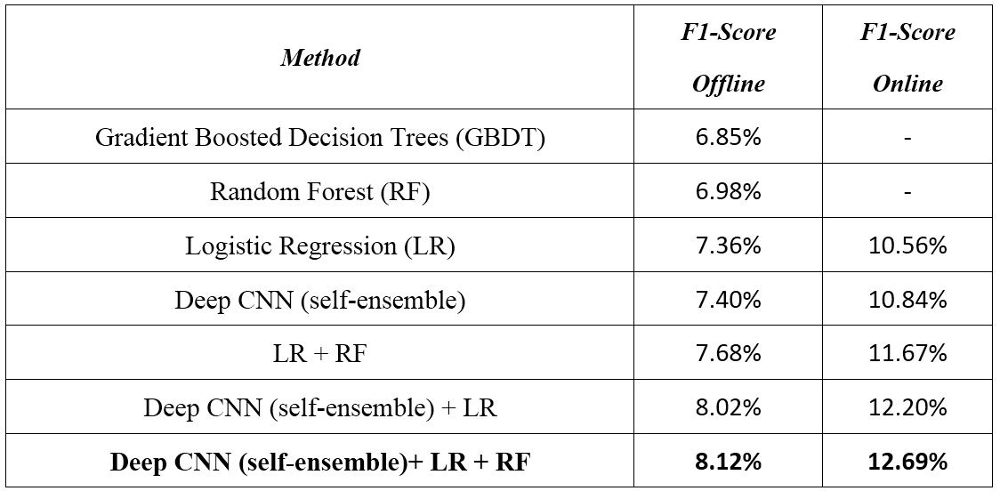 Method F1-Score Offline F1-Score Online
Gradient Boosted Decision Trees (GBDT) 6.85% -
Random Forest (RF) 6.98% -
Logistic Regression (LR) 7.36% 10.56%
Deep CNN (self-ensemble) 7.40% 10.84%
LR + RF 7.68% 11.67%
Deep CNN (self-ensemble) + LR 8.02% 12.20%
Deep CNN (self-ensemble)+ LR + RF 8.12% 12.69%